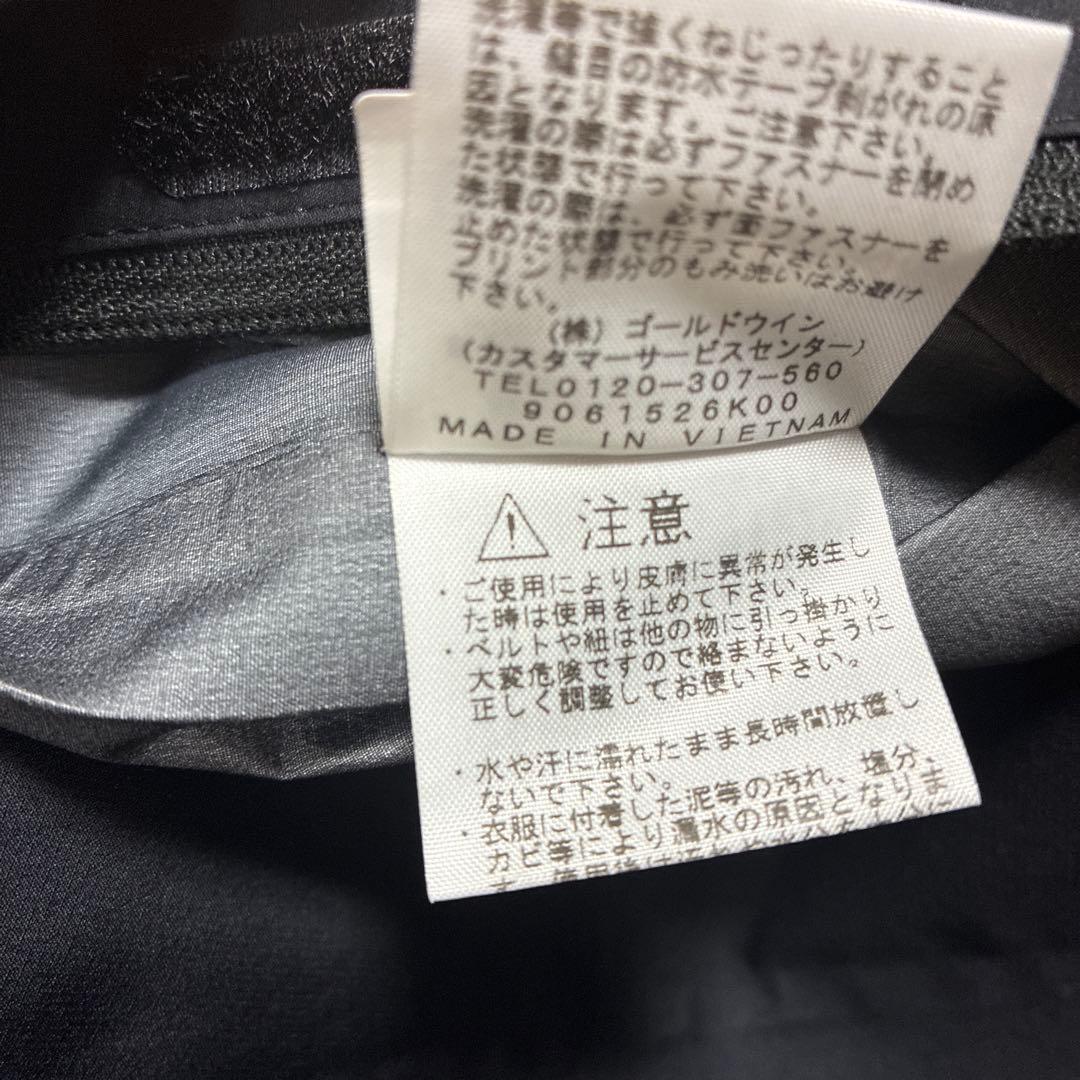 洗濯等で強くねじったりすること
は、縫目の防水テープ剥がれの原
因となります。ご注意下さい。
洗濯の際は必ずファスナーを閉め
た状態で行って下さい。
洗濯の際は、必ず面ファスナーを
止めた状態で行って下さい。
プリント部分のもみ洗いはお避け
下さい。
(株) ゴールドウイン
(カスタマーサービスセンター)
TEL0120-307-560
9061526K00
MADE IN VIETNAM
注意
・ご使用により皮膚に異常が発生し
た時は使用を止めて下さい。
・ベルトや紐は他の物に引っ掛かり
大変危険ですので絡まないように
正しく調整してお使い下さい。
・水や汗に濡れたまま長時間放置し
ないで下さい。
・衣服に付着した泥等の汚れ、塩分、
カビ等により漏水の原因となりま
す。使用後は